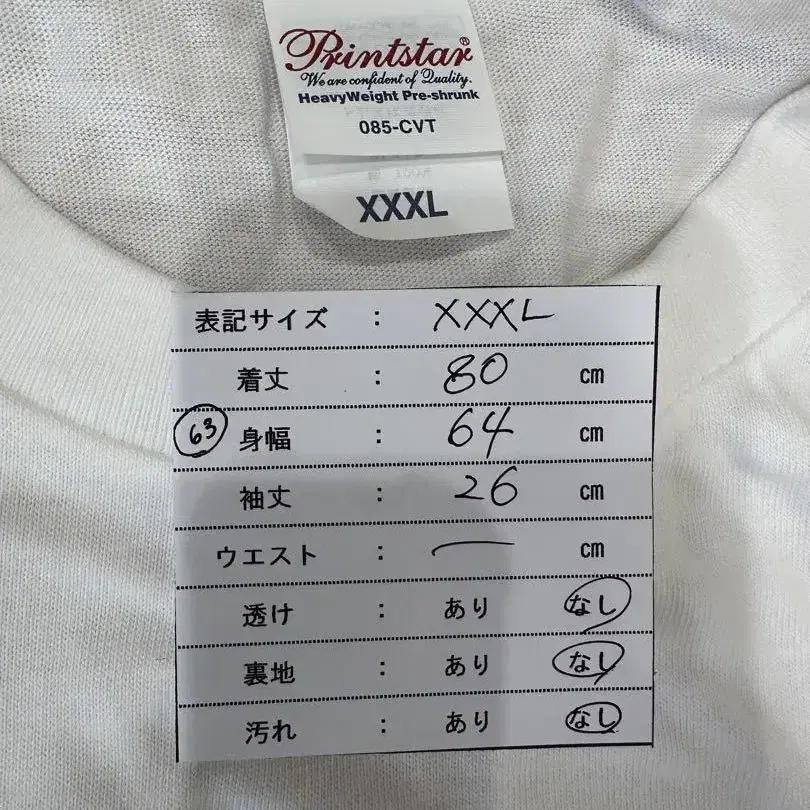 Printstar®
We are confident of Quality.
HeavyWeight Pre-shrunk
085-CVT
XXXL
表記サイズ : XXXL
着丈 : 80 cm
63 身幅 : 64 cm
袖丈 : 26 cm
ウエスト : — cm
透け : あり なし
裏地 : あり なし
汚れ : あり なし